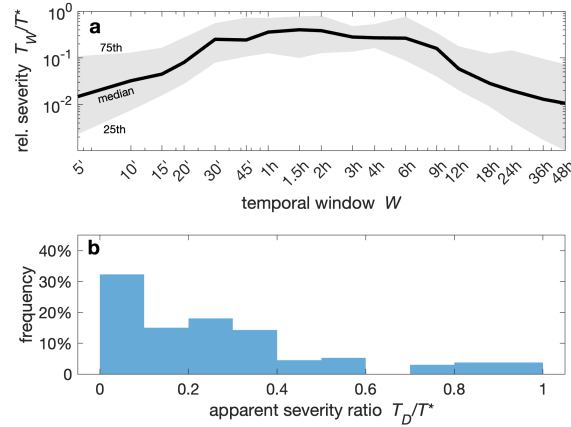 a
rel. severity T_W/T*
10^0
10^-1
10^-2
75th
median
25th
5' 10' 15' 20' 30' 45' 1h 1.5h 2h 3h 4h 6h 9h 12h 18h 24h 36h 48h
temporal window W
b
frequency
40%
30%
20%
10%
0
0 0.2 0.4 0.6 0.8 1
apparent severity ratio T_D/T*